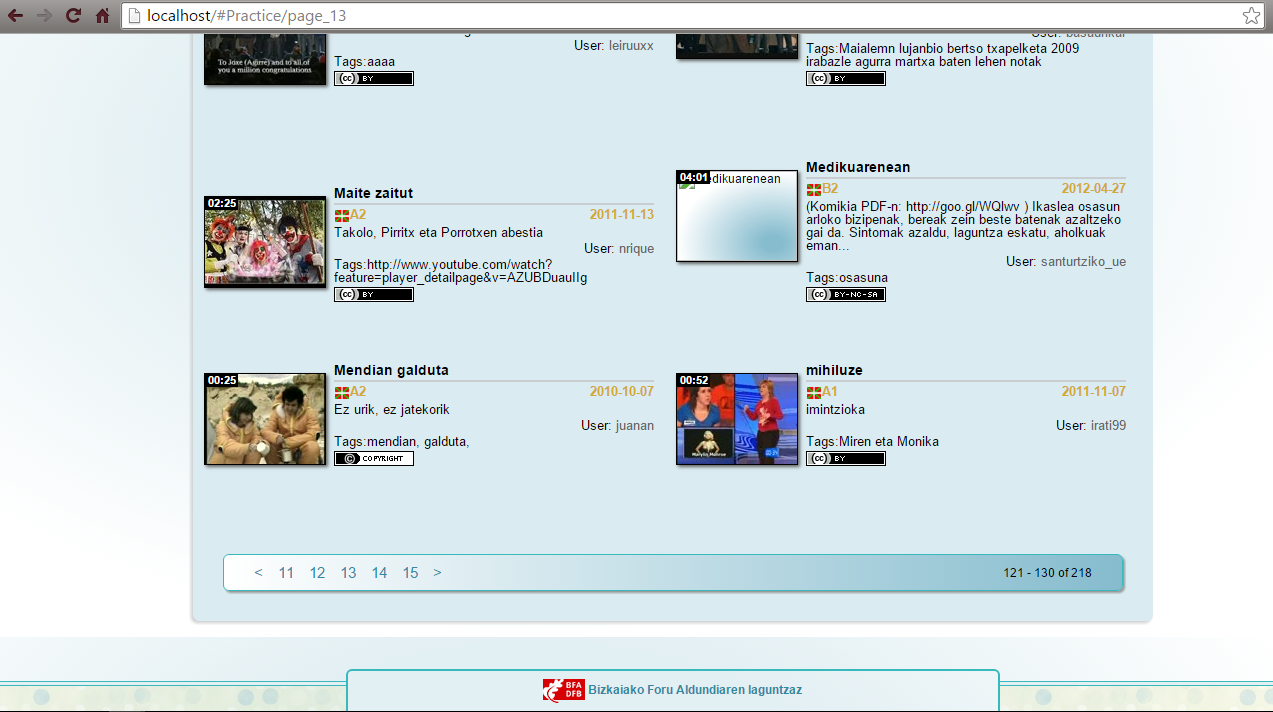 localhost/#Practice/page_13
To Joxe (Agirre) and to all of
you a million congratulations
User: leiruuxx
Tags:aaaa
(cc) BY
Tags:Maialemn lujanbio bertso txapelketa 2009
irabazle agurra martxa baten lehen notak
(cc) BY
02:25
Maite zaitut
A2 2011-11-13
Takolo, Pirritx eta Porrotxen abestia
User: nrique
Tags:http://www.youtube.com/watch?
feature=player_detailpage&v=AZUBDuauIIg
(cc) BY
04:01
edikuarenean
Medikuarenean
B2 2012-04-27
(Komikia PDF-n: http://goo.gl/WQlwv ) Ikaslea osasun
arloko bizipenak, bereak zein beste batenak azaltzeko
gai da. Sintomak azaldu, laguntza eskatu, aholkuak
eman...
User: santurtziko_ue
Tags:osasuna
(cc) BY-NC-SA
00:25
Mendian galduta
A2 2010-10-07
Ez urik, ez jatekorik
User: juanan
Tags:mendian, galduta,
© COPYRIGHT
00:52
Marylin Monroe
mihiluze
A1 2011-11-07
imintzioka
User: irati99
Tags:Miren eta Monika
(cc) BY
< 11 12 13 14 15 > 121 - 130 of 218
BFA
DFB
Bizkaiako Foru Aldundiaren laguntzaz